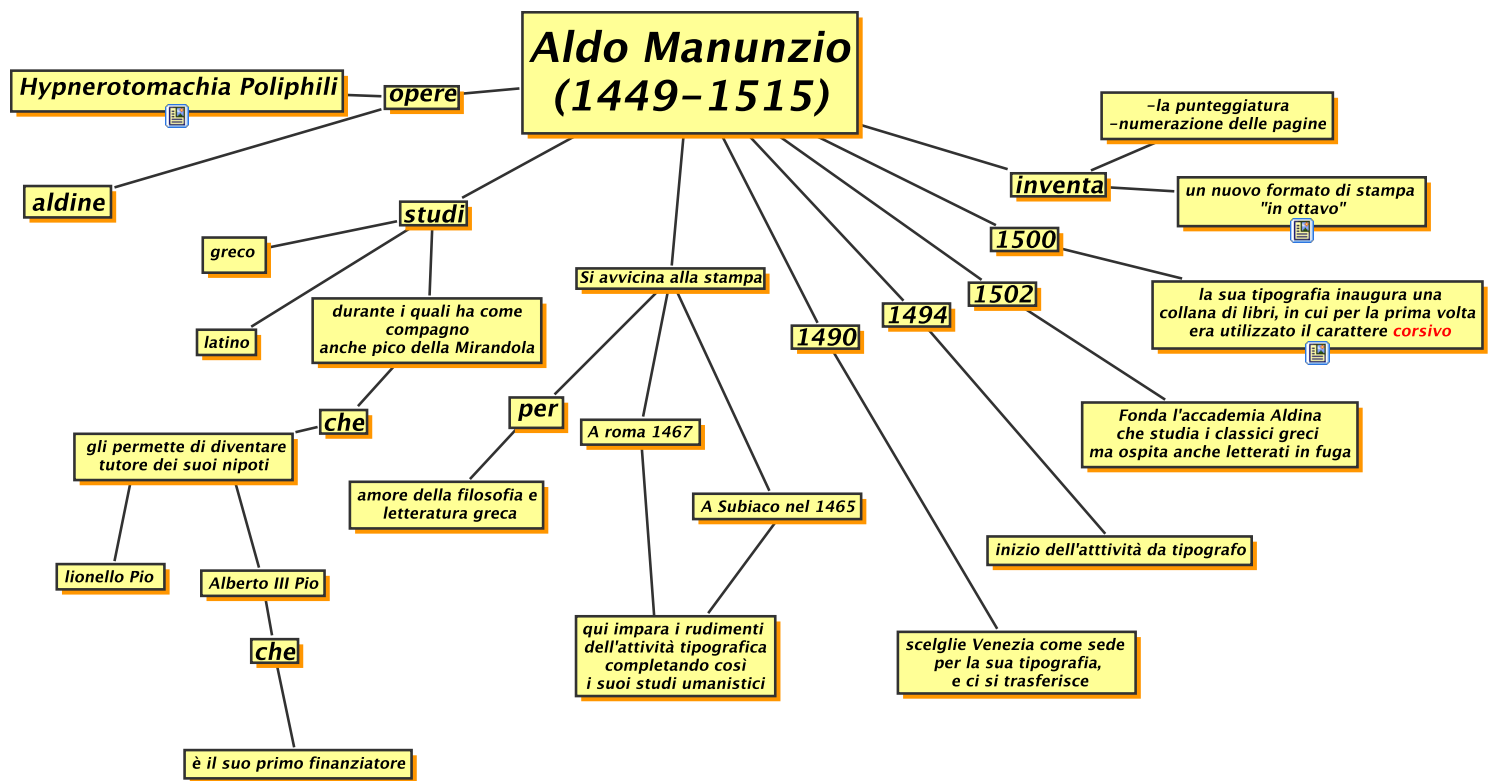 Aldo Manunzio
(1449-1515)
opere
Hypnerotomachia Poliphili
aldine
studi
greco
latino
durante i quali ha come
compagno
anche pico della Mirandola
che
gli permette di diventare
tutore dei suoi nipoti
lionello Pio
Alberto III Pio
che
è il suo primo finanziatore
Si avvicina alla stampa
per
amore della filosofia e
letteratura greca
A roma 1467
A Subiaco nel 1465
qui impara i rudimenti
dell'attività tipografica
completando così
i suoi studi umanistici
1490
scelglie Venezia come sede
per la sua tipografia,
e ci si trasferisce
1494
inizio dell'atttività da tipografo
1502
Fonda l'accademia Aldina
che studia i classici greci
ma ospita anche letterati in fuga
1500
la sua tipografia inaugura una
collana di libri, in cui per la prima volta
era utilizzato il carattere corsivo
inventa
-la punteggiatura
-numerazione delle pagine
un nuovo formato di stampa
"in ottavo"